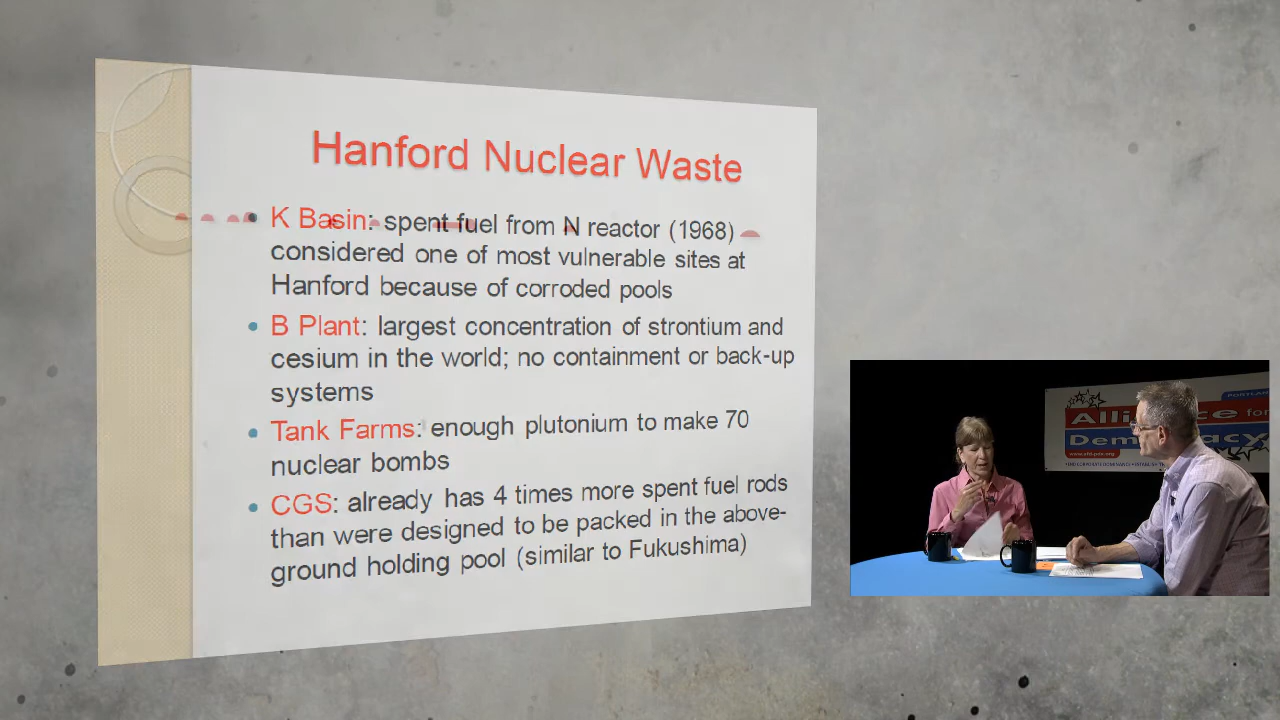 Hanford Nuclear Waste
K Basin: spent fuel from N reactor (1968)
considered one of most vulnerable sites at
Hanford because of corroded pools
B Plant: largest concentration of strontium and
cesium in the world; no containment or back-up
systems
Tank Farms: enough plutonium to make 70
nuclear bombs
CGS: already has 4 times more spent fuel rods
than were designed to be packed in the above-
ground holding pool (similar to Fukushima)
PORTLAN
for